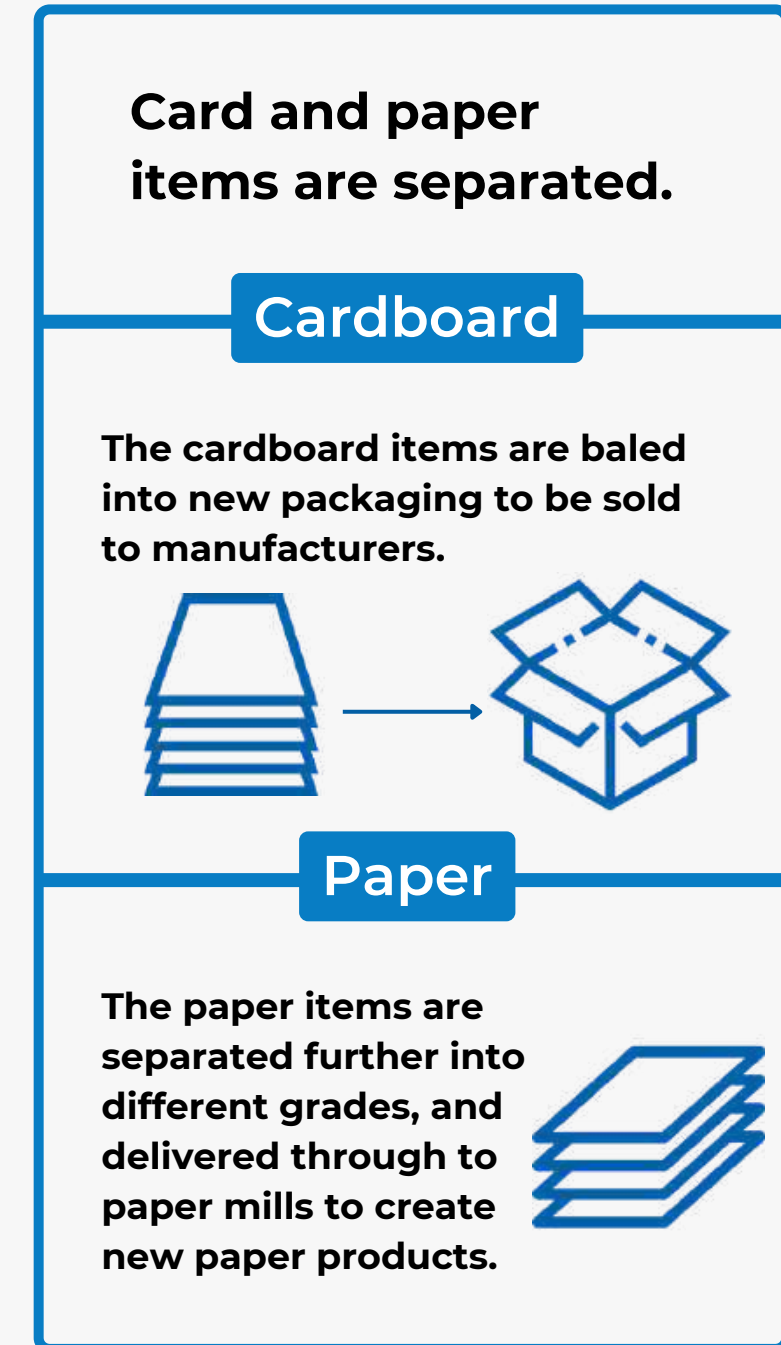 Card and paper
items are separated.
Cardboard
The cardboard items are baled
into new packaging to be sold
to manufacturers.
Paper
The paper items are
separated further into
different grades, and
delivered through to
paper mills to create
new paper products.